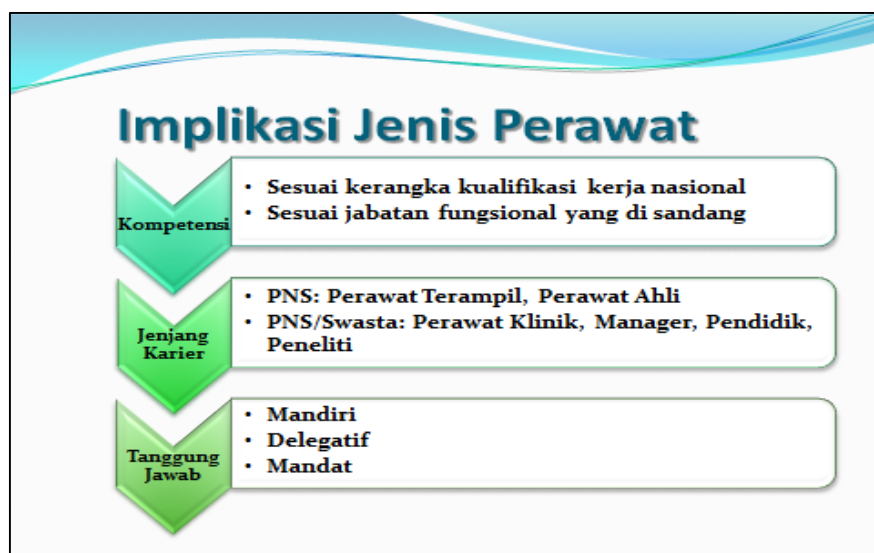 Implikasi Jenis Perawat
Kompetensi
• Sesuai kerangka kualifikasi kerja nasional
• Sesuai jabatan fungsional yang di sandang
Jenjang
Karier
• PNS: Perawat Terampil, Perawat Ahli
• PNS/Swasta: Perawat Klinik, Manager, Pendidik,
Peneliti
Tanggung
Jawab
• Mandiri
• Delegatif
• Mandat